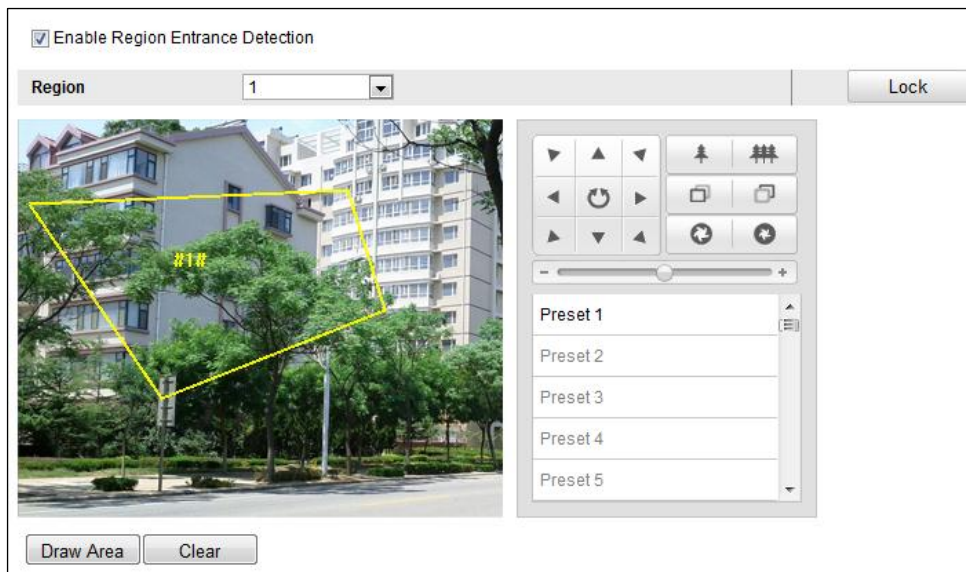 Enable Region Entrance Detection
Region 1 Lock
#1#
Preset 1
Preset 2
Preset 3
Preset 4
Preset 5
Draw Area Clear